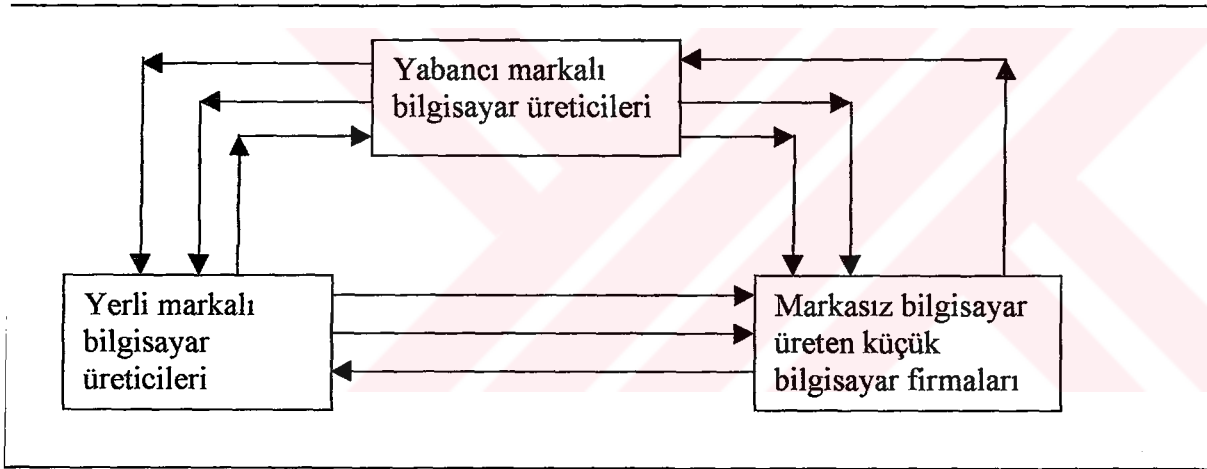 Yabancı markalı
bilgisayar üreticileri
Yerli markalı
bilgisayar
üreticileri
Markasız bilgisayar
üreten küçük
bilgisayar firmaları